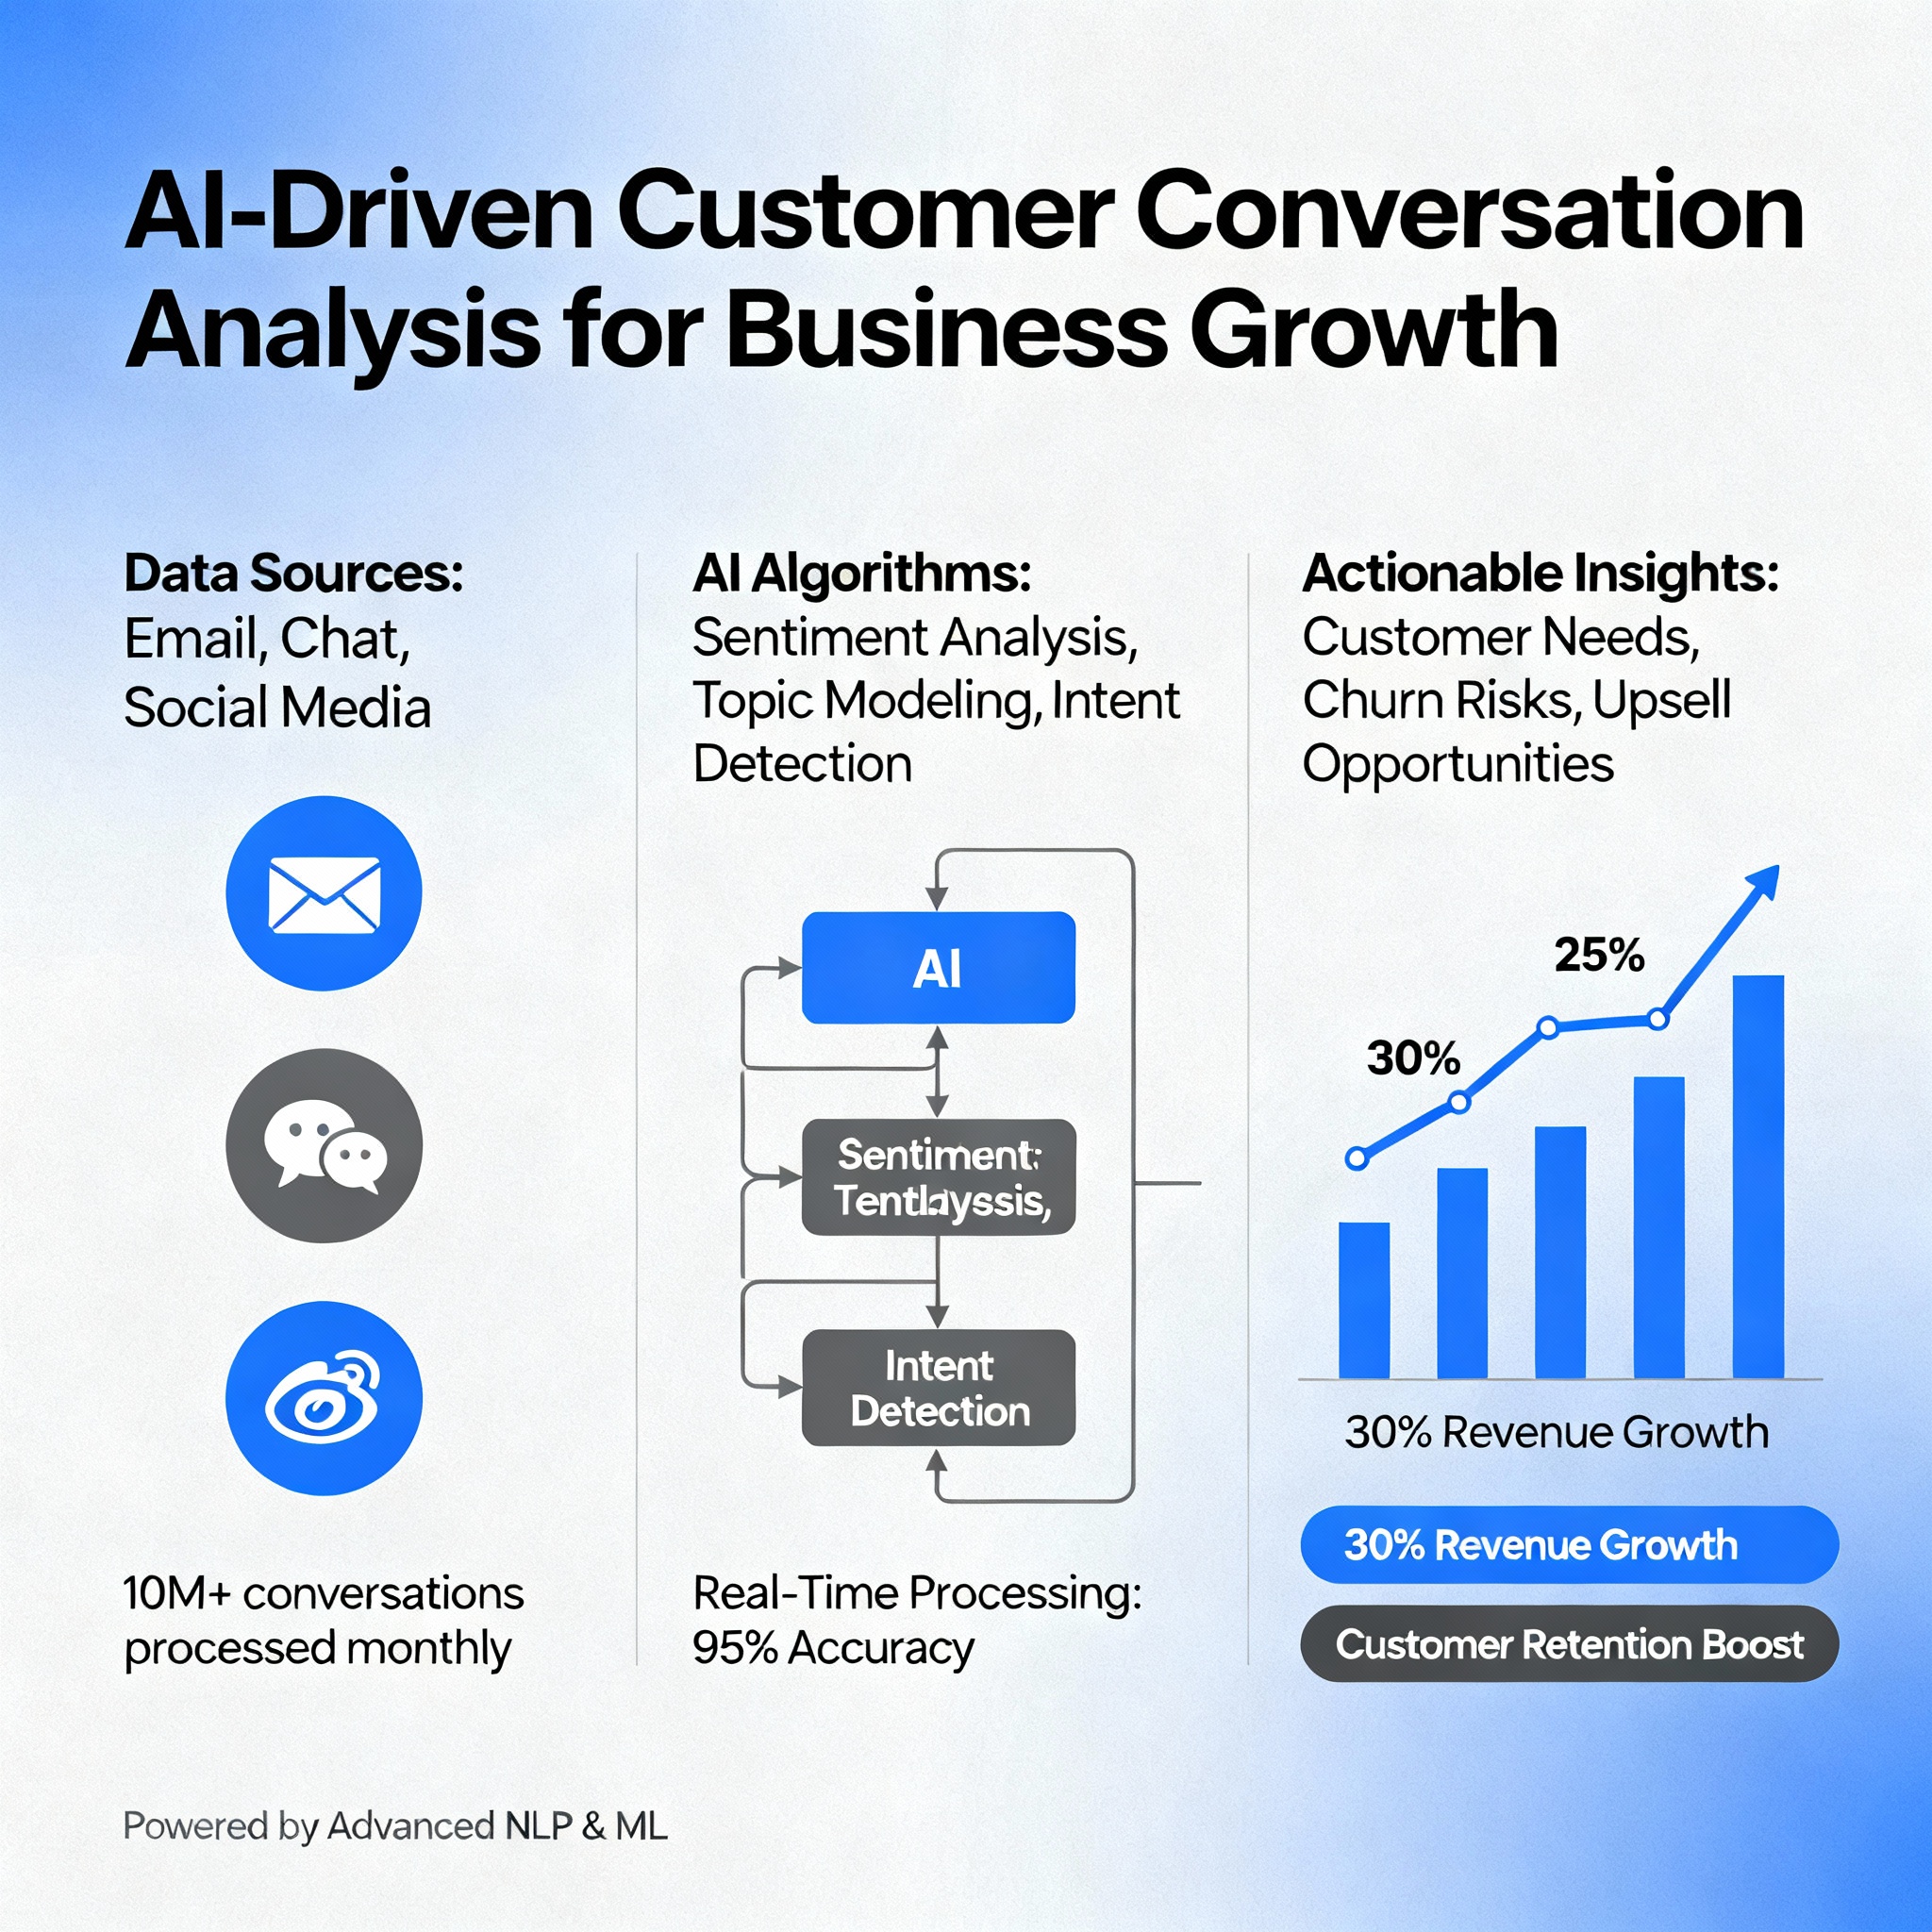 AI-Driven Customer Conversation
Analysis for Business Growth
Data Sources:
Email, Chat,
Social Media
10M+ conversations
processed monthly
AI Algorithms:
Sentiment Analysis,
Topic Modeling, Intent
Detection
AI
Sentiment:
Intent
Detection
Real-Time Processing:
95% Accuracy
Actionable Insights:
Customer Needs,
Churn Risks, Upsell
Opportunities
25%
30%
30% Revenue Growth
30% Revenue Growth
Customer Retention Boost
Powered by Advanced NLP & ML